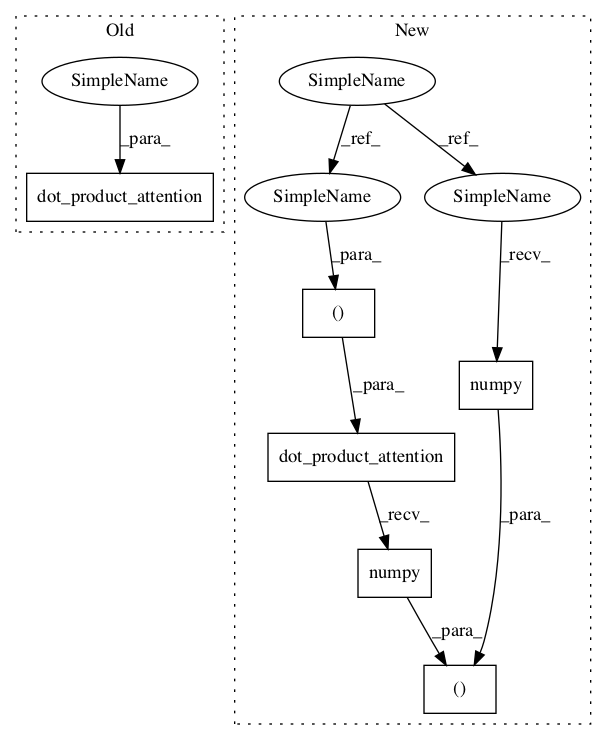 Old
New
SimpleName
SimpleName
_para_
_ref_
_ref_
dot_product_attention
SimpleName
SimpleName
_para_
_recv_
()
numpy
_para_
dot_product_attention
_recv_
_para_
numpy
_para_
()